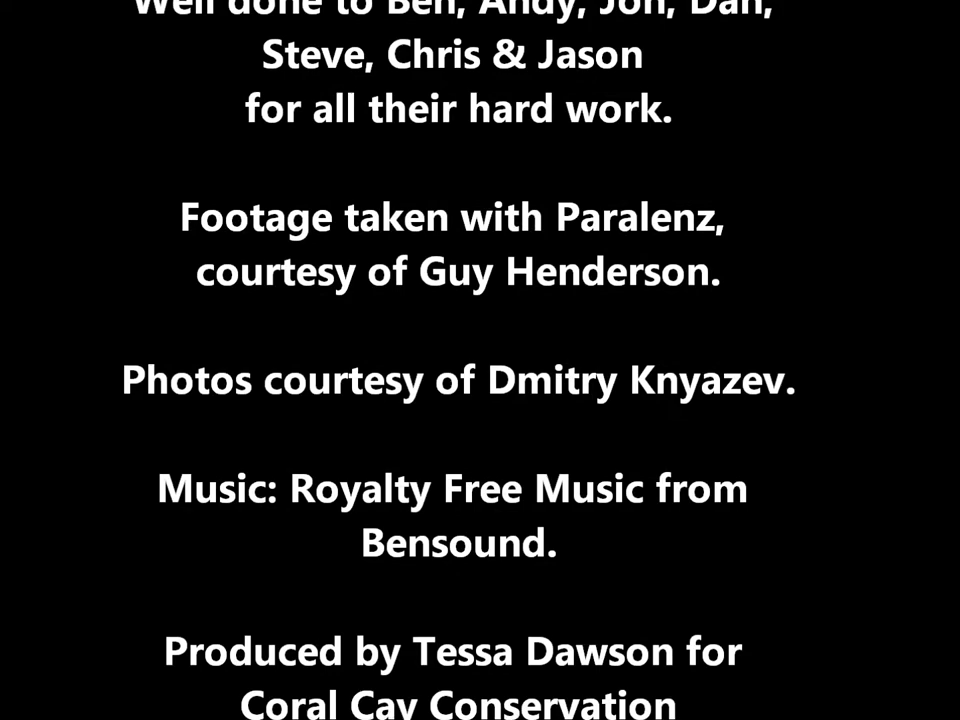 Well done to Ben, Andy, Jon, Dan,
Steve, Chris & Jason
for all their hard work.
Footage taken with Paralenz,
courtesy of Guy Henderson.
Photos courtesy of Dmitry Knyazev.
Music: Royalty Free Music from
Bensound.
Produced by Tessa Dawson for
Coral Cay Conservation